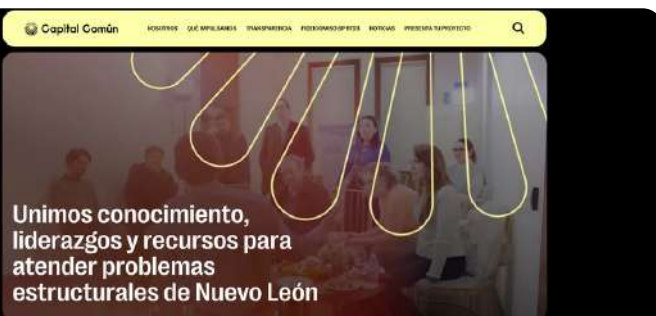 Capital Común
NOSOTROS QUÉ IMPULSAMOS TRANSPARENCIA FIDEICOMISOS NOTICIAS PRESENTA TU PROYECTO
Unimos conocimiento,
liderazgos y recursos para
atender problemas
estructurales de Nuevo León